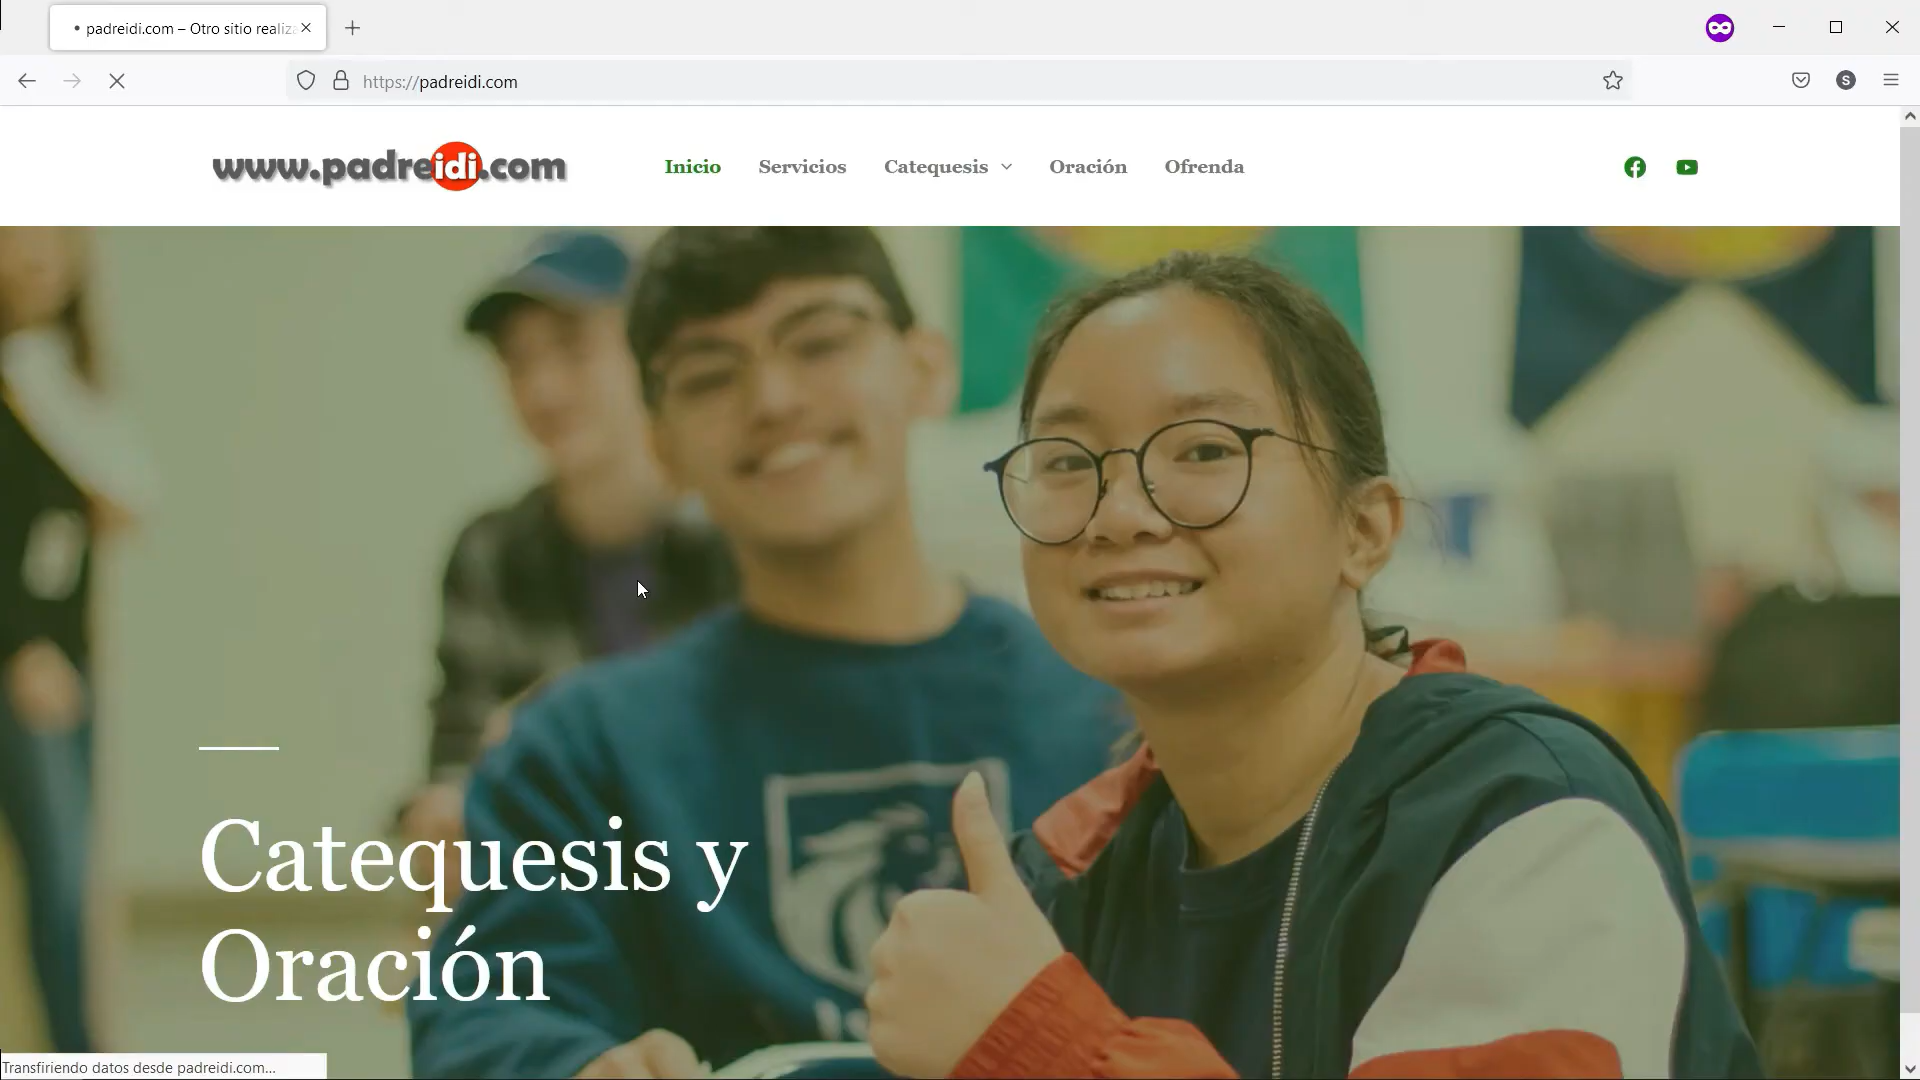 padreidi.com – Otro sitio realiza
https://padreidi.com
S
www.padreidi.com
Inicio
Servicios
Catequesis
Oración
Ofrenda
Catequesis y
Oración
Transfiriendo datos desde padreidi.com...